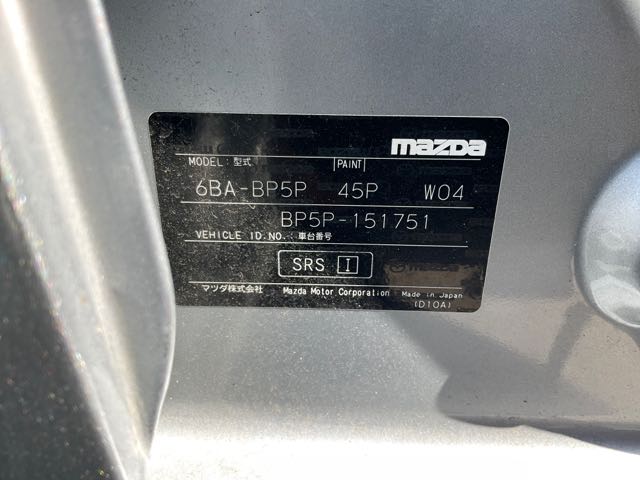 mazda
MODEL:型式 PAINT
6BA-BP5P 45P W04
BP5P-151751
VEHICLE ID.NO.:車台番号
SRS I
マツダ株式会社 Mazda Motor Corporation Made in Japan
(D10A)